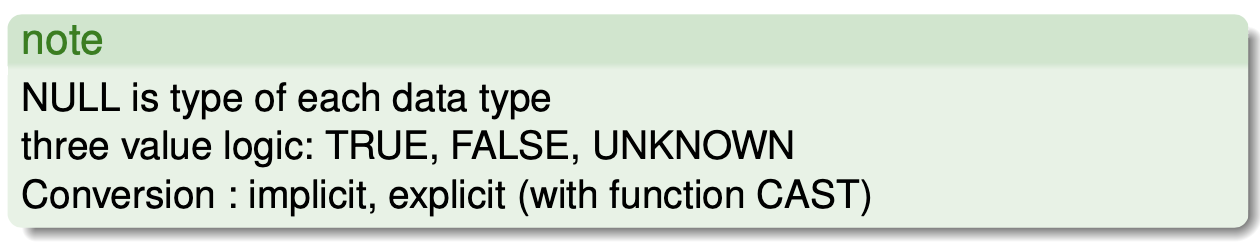 note
NULL is type of each data type
three value logic: TRUE, FALSE, UNKNOWN
Conversion : implicit, explicit (with function CAST)